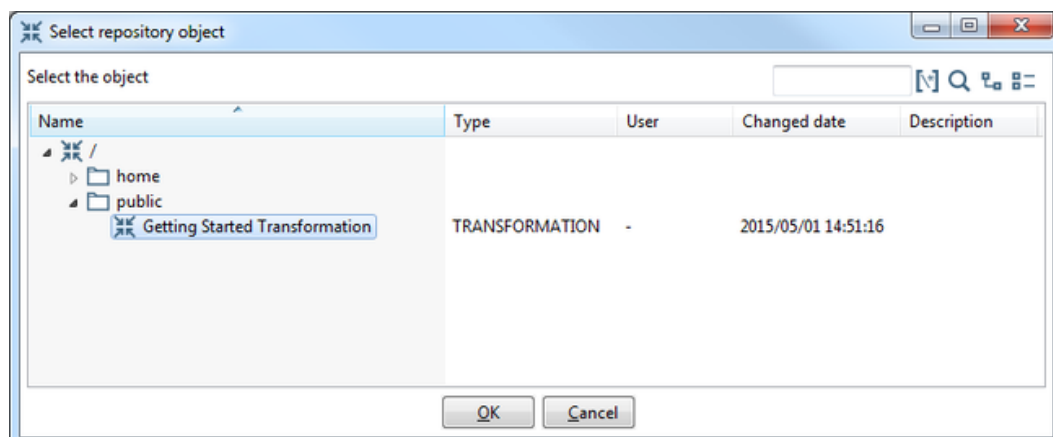 Select repository object
Select the object
Name Type User Changed date Description
/
home
public
Getting Started Transformation TRANSFORMATION - 2015/05/01 14:51:16
OK Cancel